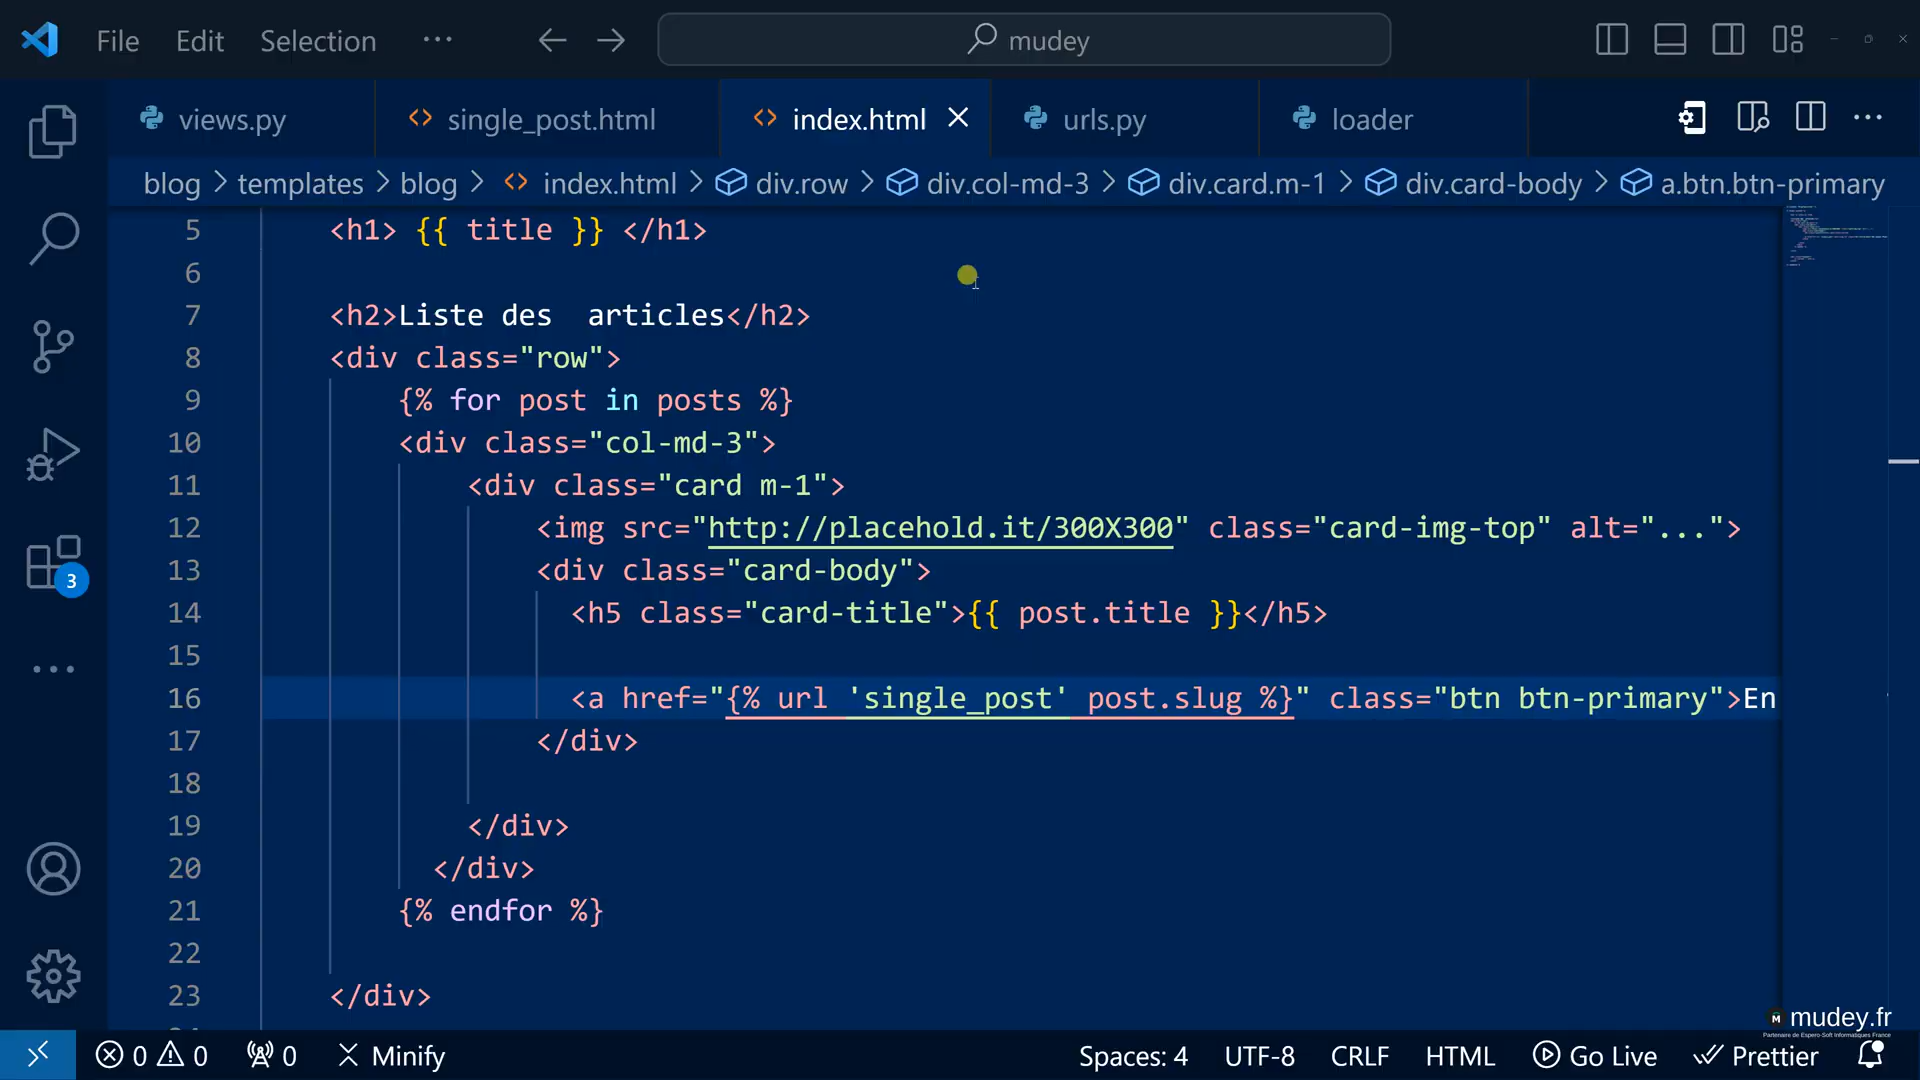 File Edit Selection ... mudey
views.py single_post.html index.html urls.py loader
blog > templates > blog > index.html > div.row > div.col-md-3 > div.card.m-1 > div.card-body > a.btn.btn-primary
5 <h1> {{ title }} </h1>
6
7 <h2>Liste des  articles</h2>
8 <div class="row">
9 {% for post in posts %}
10 <div class="col-md-3">
11 <div class="card m-1">
12 <img src="http://placehold.it/300X300" class="card-img-top" alt="...">
13 <div class="card-body">
14 <h5 class="card-title">{{ post.title }}</h5>
15
16 <a href="{% url 'single_post' post.slug %}" class="btn btn-primary">En
17 </div>
18
19 </div>
20 </div>
21 {% endfor %}
22
23 </div>
3
mudey.fr
Partenaire de Espero-Soft Informatiques France
0 0 0 Minify Spaces: 4 UTF-8 CRLF HTML Go Live Prettier